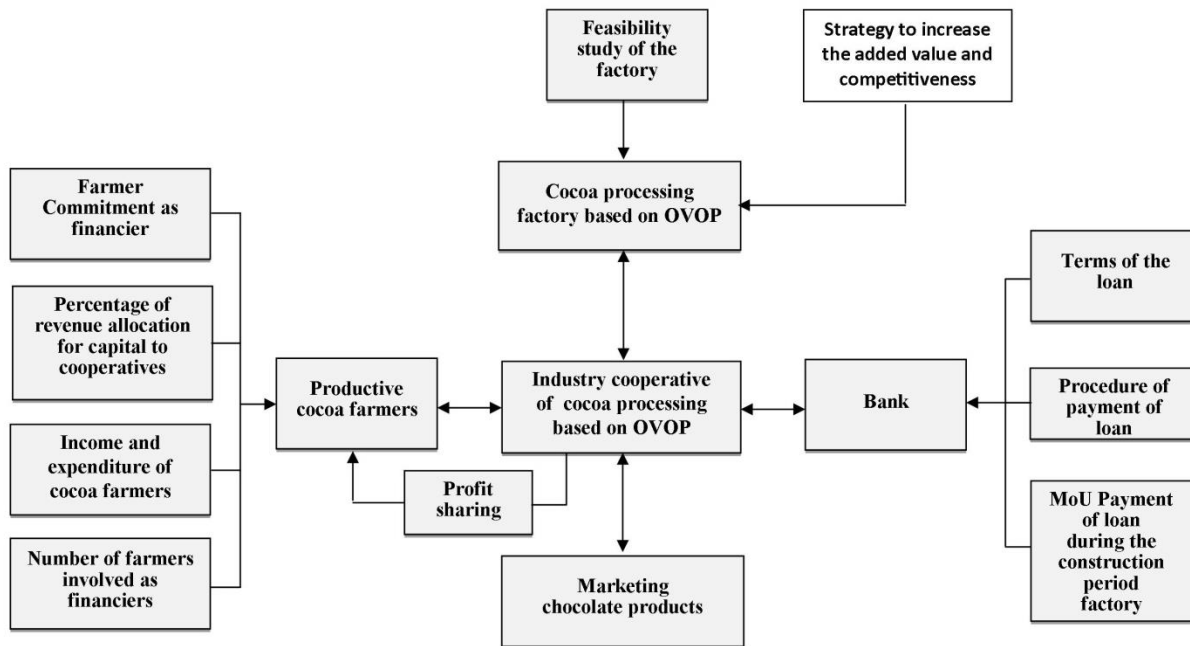 Feasibility
study of the
factory
Strategy to increase
the added value and
competitiveness
Cocoa processing
factory based on OVOP
Farmer
Commitment as
financier
Percentage of
revenue allocation
for capital to
cooperatives
Income and
expenditure of
cocoa farmers
Number of farmers
involved as
financiers
Productive
cocoa farmers
Industry cooperative
of cocoa processing
based on OVOP
Profit
sharing
Marketing
chocolate products
Bank
Terms of the
loan
Procedure of
payment of
loan
MoU Payment
of loan
during the
construction
period
factory